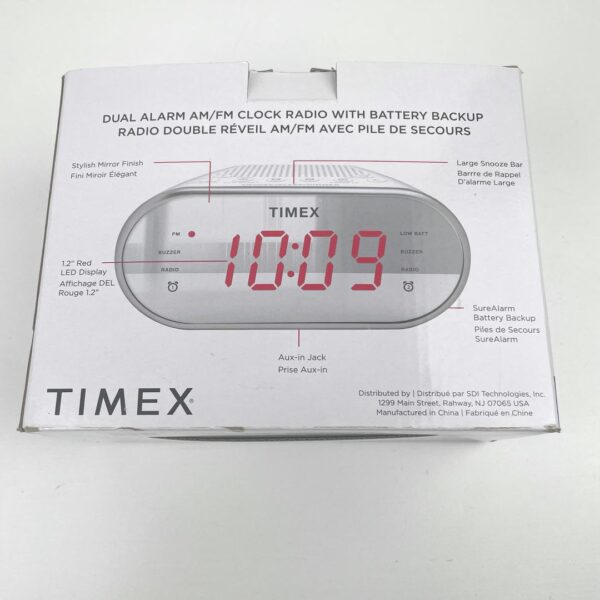 DUAL ALARM AM/FM CLOCK RADIO WITH BATTERY BACKUP
RADIO DOUBLE RÉVEIL AM/FM AVEC PILE DE SECOURS
Stylish Mirror Finish
Fini Miroir Élégant
Large Snooze Bar
Barrre de Rappel
D'alarme Large
TIMEX
PM
LOW BATT
BUZZER
BUZZER
RADIO
RADIO
10:09
1.2" Red
LED Display
Affichage DEL
Rouge 1.2"
SureAlarm
Battery Backup
Piles de Secours
SureAlarm
Aux-in Jack
Prise Aux-in
TIMEX®
Distributed by | Distribué par SDI Technologies, Inc.
1299 Main Street, Rahway, NJ 07065 USA
Manufactured in China | Fabriqué en Chine